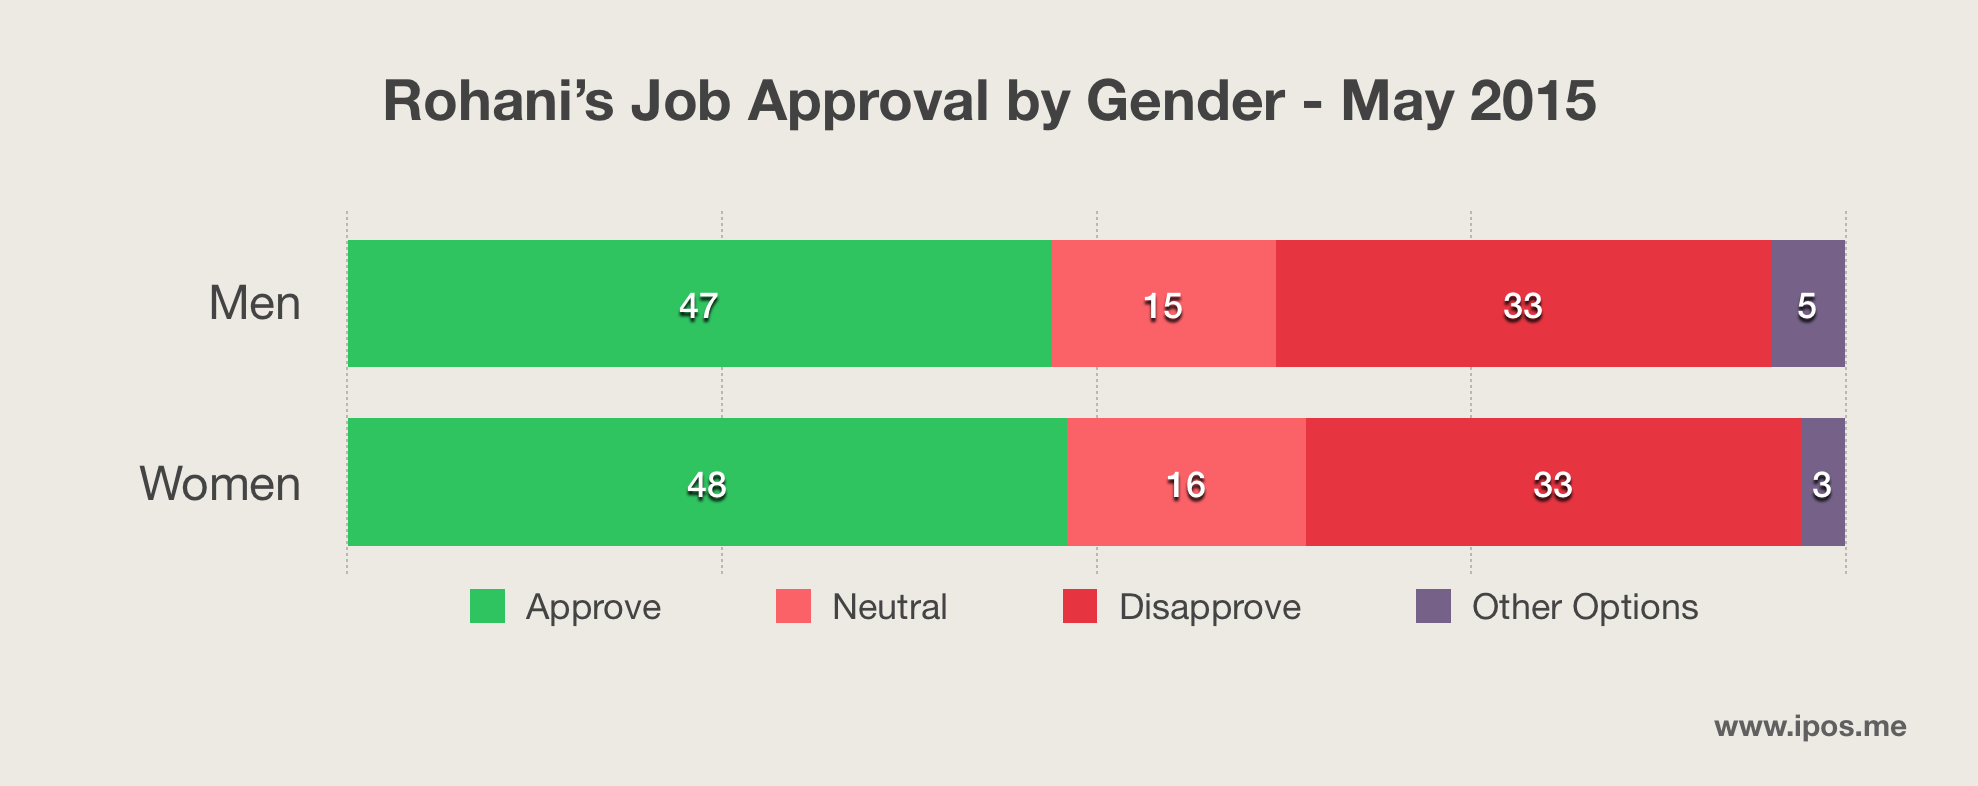 Rohani’s Job Approval by Gender - May 2015
Men 47 15 33 5
Women 48 16 33 3
Approve Neutral Disapprove Other Options
www.ipos.me